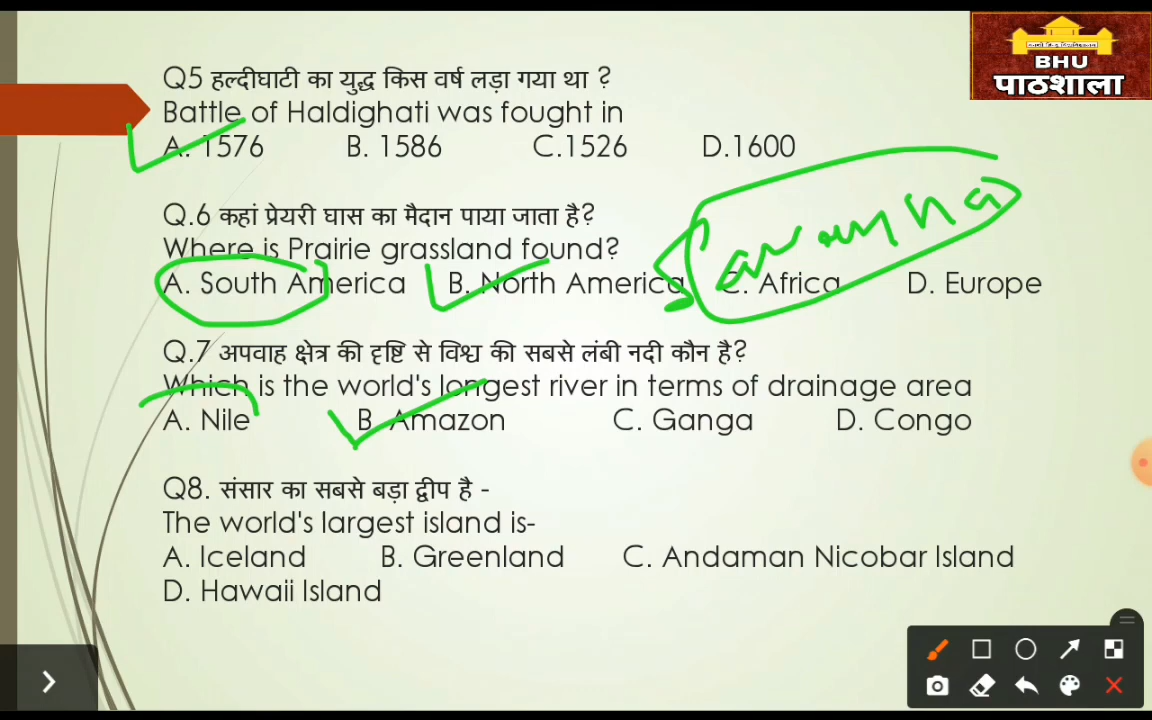 BHU
पाठशाला
Q5 हल्दीघाटी का युद्ध किस वर्ष लड़ा गया था ?
Battle of Haldighati was fought in
A. 1576 B. 1586 C.1526 D.1600
Q.6 कहां प्रेयरी घास का मैदान पाया जाता है?
Where is Prairie grassland found?
A. South America B. North America C. Africa D. Europe
Q.7 अपवाह क्षेत्र की दृष्टि से विश्व की सबसे लंबी नदी कौन है?
Which is the world's longest river in terms of drainage area
A. Nile B. Amazon C. Ganga D. Congo
Q8. संसार का सबसे बड़ा द्वीप है -
The world's largest island is-
A. Iceland B. Greenland C. Andaman Nicobar Island
D. Hawaii Island